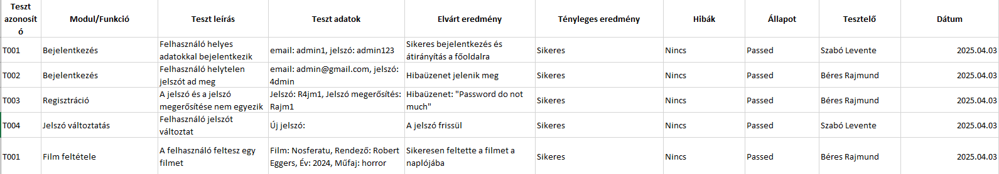 Teszt azonosító Modul/Funkció Teszt leírás Teszt adatok Elvárt eredmény Tényleges eredmény Hibák Állapot Tesztelő Dátum
T001 Bejelentkezés Felhasználó helyes adatokkal bejelentkezik email: admin1, jelszó: admin123 Sikeres bejelentkezés és átirányítás a főoldalra Sikeres Nincs Passed Szabó Levente 2025.04.03
T002 Bejelentkezés Felhasználó helytelen jelszót ad meg email: admin@gmail.com, jelszó: 4dmin Hibaüzenet jelenik meg Sikeres Nincs Passed Béres Rajmund 2025.04.03
T003 Regisztráció A jelszó és a jelszó megerősítése nem egyezik Jelszó: R4jm1, Jelszó megerősítés: Rajm1 Hibaüzenet: "Password do not much" Sikeres Nincs Passed Béres Rajmund 2025.04.03
T004 Jelszó változtatás Felhasználó jelszót változtat Új jelszó: A jelszó frissül Sikeres Nincs Passed Szabó Levente 2025.04.03
T001 Film feltétele A felhasználó feltesz egy filmet Film: Nosferatu, Rendező: Robert Eggers, Év: 2024, Műfaj: horror Sikeresen feltette a filmet a naplójába Sikeres Nincs Passed Béres Rajmund 2025.04.03